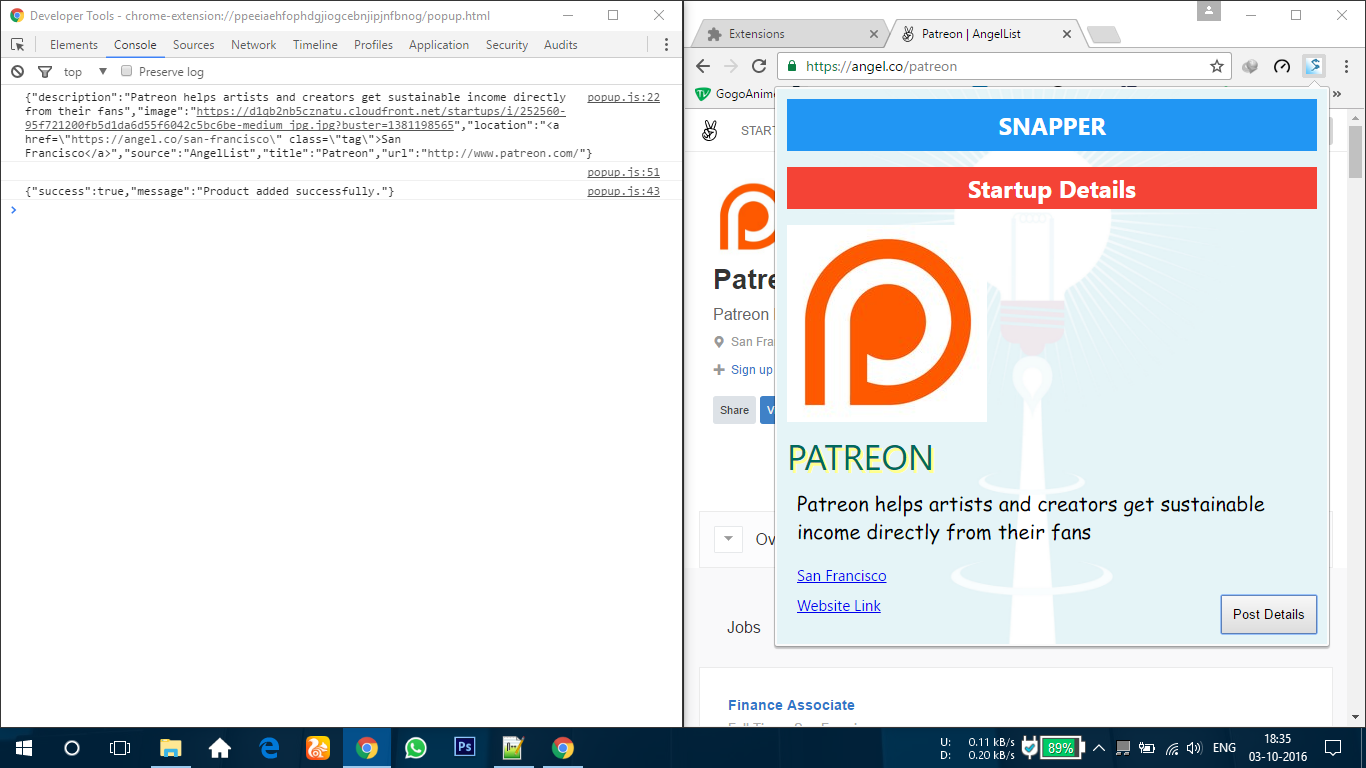 Developer Tools - chrome-extension://ppeeiaehfophdgjiogcebnjipjnfbnog/popup.html
Elements Console Sources Network Timeline Profiles Application Security Audits
top Preserve log
{"description":"Patreon helps artists and creators get sustainable income directly popup.js:22
from their fans","image":"https://d1qb2nb5cznatu.cloudfront.net/startups/i/252560-
95f721200fb5d1da6d55f6042c5bc6be-medium_jpg.jpg?buster=1381198565","location":"<a
href=\"https://angel.co/san-francisco\" class=\"tag\">San
Francisco</a>","source":"AngelList","title":"Patreon","url":"http://www.patreon.com/"}
popup.js:51
{"success":true,"message":"Product added successfully."} popup.js:43
Extensions
Patreon | AngelList
https://angel.co/patreon
GogoAnime
START
Patre
Patreon
San Fra
Sign up
Share
V
Ov
Jobs
Finance Associate
SNAPPER
Startup Details
PATREON
Patreon helps artists and creators get sustainable
income directly from their fans
San Francisco
Website Link
Post Details
U: 0.11 kB/s
D: 0.20 kB/s
89%
ENG
18:35
03-10-2016